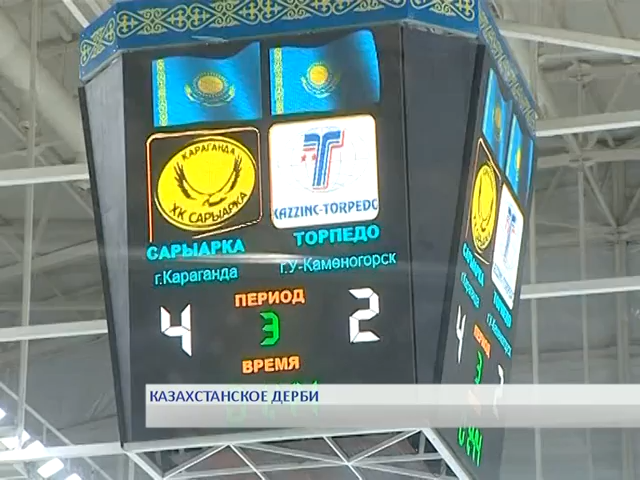 КАРАГАНДА
ХК САРЫАРКА
T
KAZZINC-TORPEDO
САРЫАРКА
ТОРПЕДО
г.Караганда
г.У-Каменогорск
ПЕРИОД
4
3
2
ВРЕМЯ
КАЗАХСТАНСКОЕ ДЕРБИ